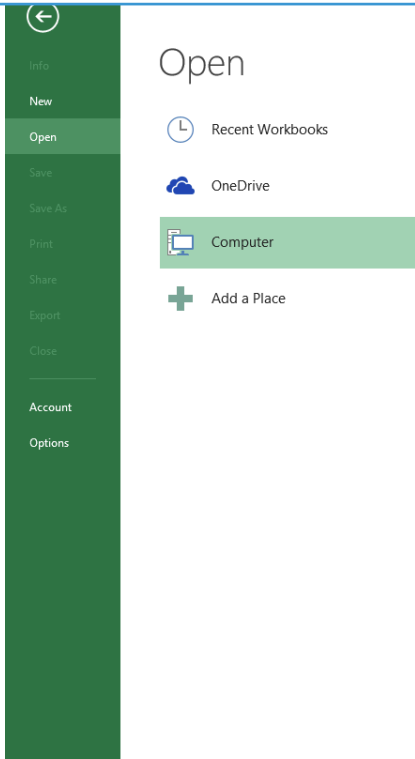 Info
New
Open
Save
Save As
Print
Share
Export
Close
Account
Options
Open
Recent Workbooks
OneDrive
Computer
Add a Place